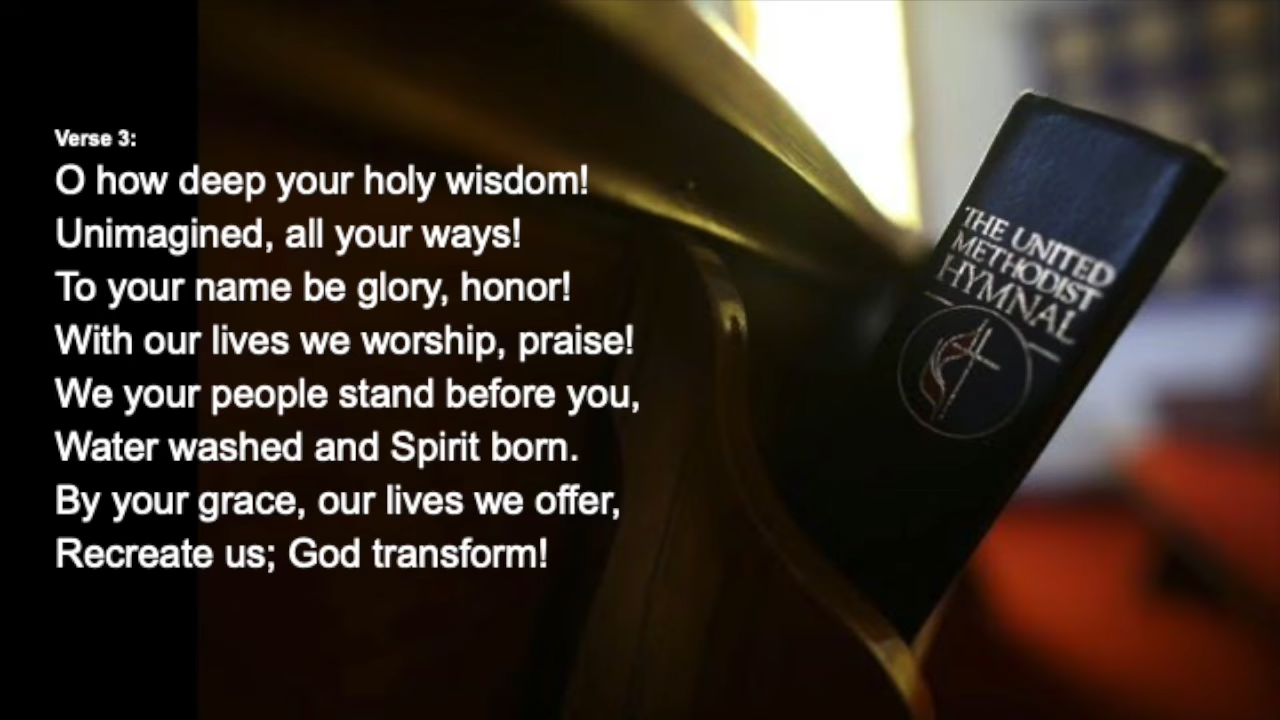 Verse 3:
O how deep your holy wisdom!
Unimagined, all your ways!
To your name be glory, honor!
With our lives we worship, praise!
We your people stand before you,
Water washed and Spirit born.
By your grace, our lives we offer,
Recreate us; God transform!
THE UNITED
METHODIST
HYMNAL